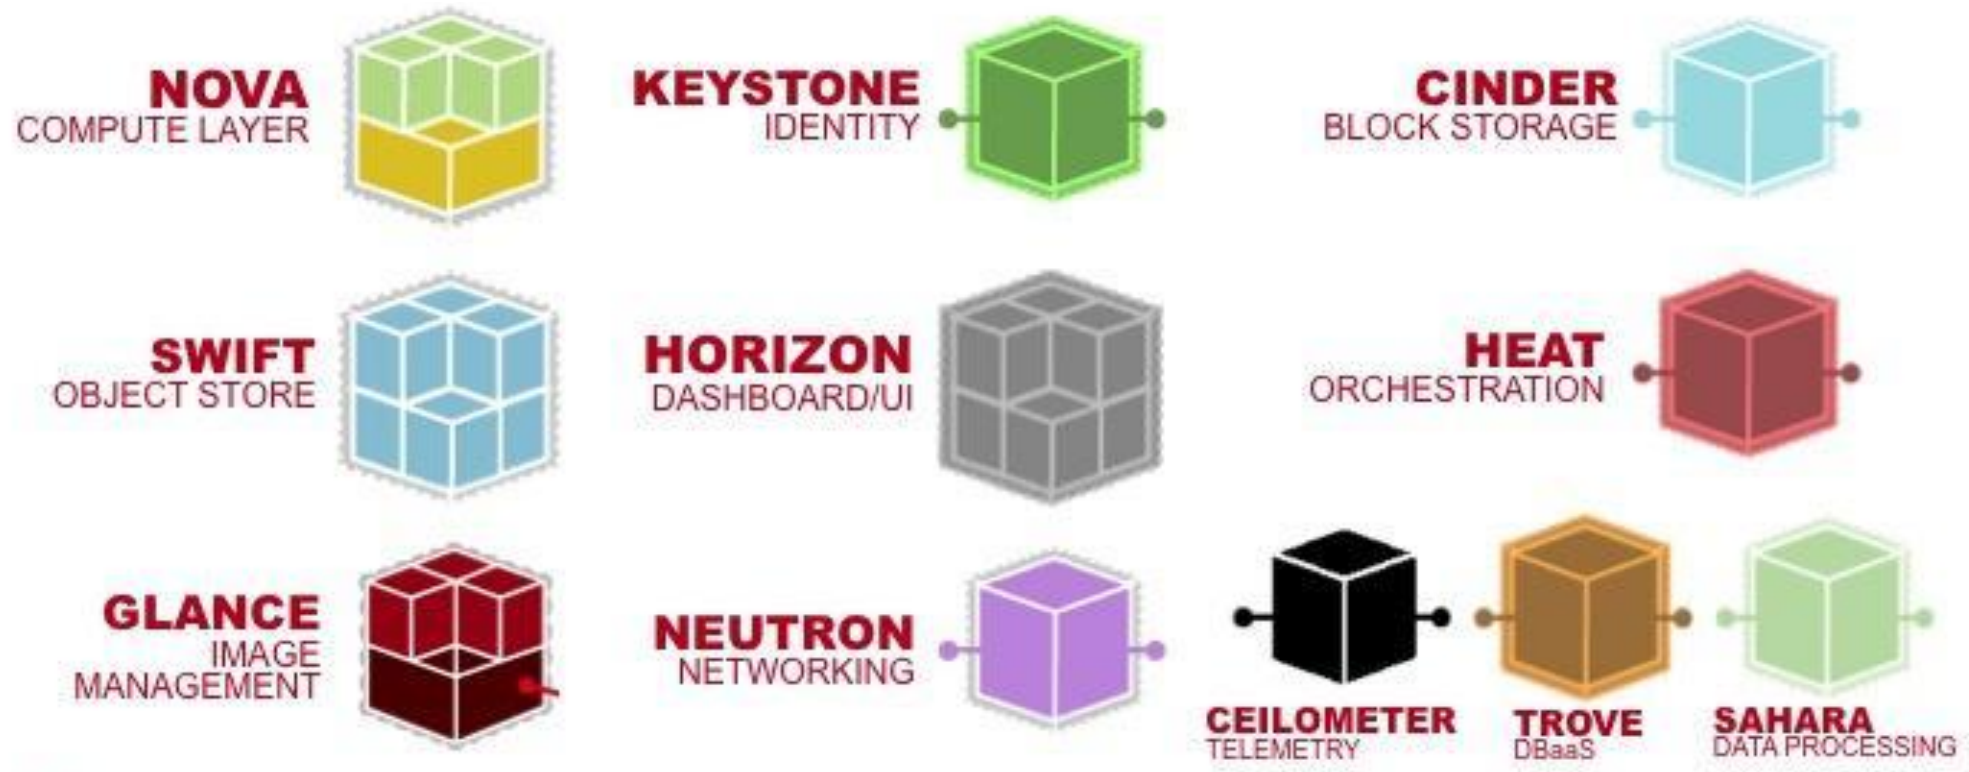 NOVA
COMPUTE LAYER
KEYSTONE
IDENTITY
CINDER
BLOCK STORAGE
SWIFT
OBJECT STORE
HORIZON
DASHBOARD/UI
HEAT
ORCHESTRATION
GLANCE
IMAGE
MANAGEMENT
NEUTRON
NETWORKING
CEILOMETER
TELEMETRY
TROVE
DBaaS
SAHARA
DATA PROCESSING